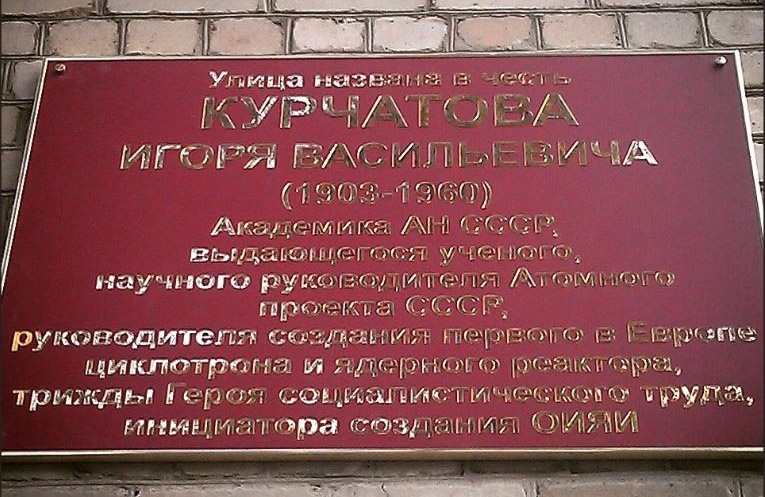 Улица названа в честь
КУРЧАТОВА
ИГОРЯ ВАСИЛЬЕВИЧА
(1903-1960)
Академика АН СССР,
выдающегося ученого,
научного руководителя Атомного
проекта СССР,
руководителя создания первого в Европе
циклотрона и ядерного реактора,
трижды Героя социалистического труда,
инициатора создания ОИЯИ